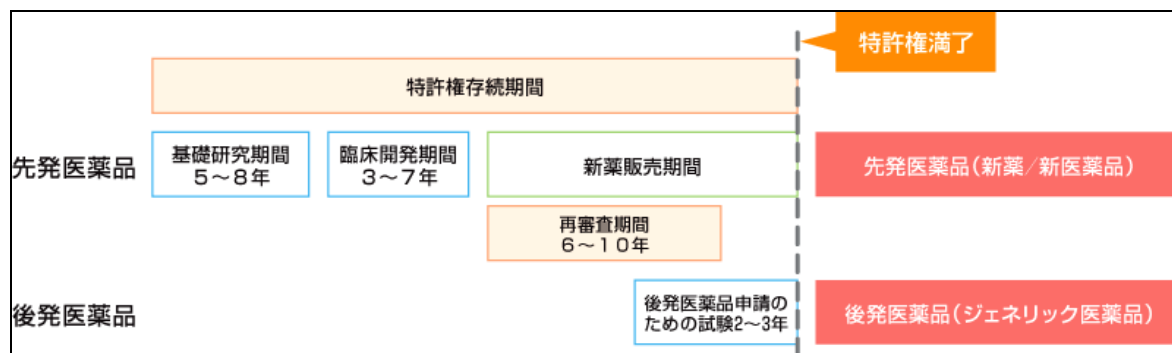 特許権満了
特許権存続期間
先発医薬品
基礎研究期間
５～８年
臨床開発期間
３～７年
新薬販売期間
先発医薬品（新薬／新医薬品）
再審査期間
６～１０年
後発医薬品
後発医薬品申請の
ための試験2～3年
後発医薬品（ジェネリック医薬品）